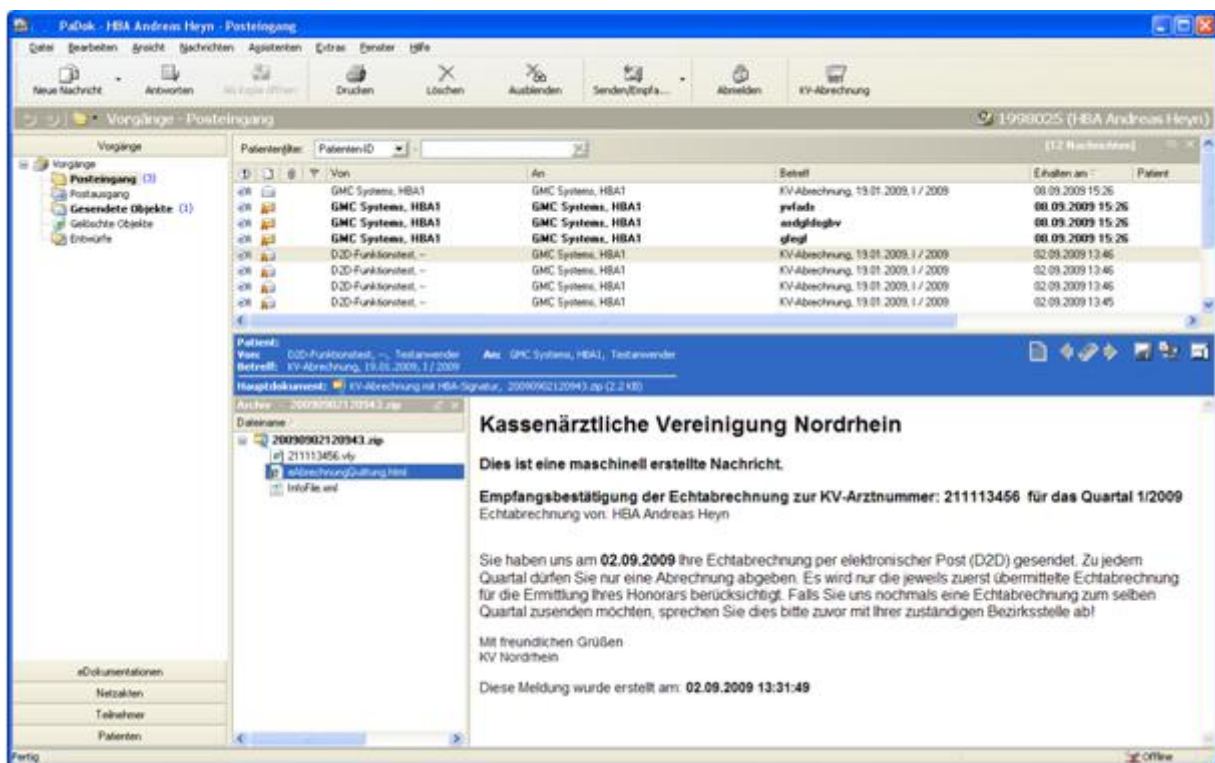 PaDok - HBA Andreas Heyn - Posteingang
Datei Bearbeiten Ansicht Nachrichten Assistenten Extras Fenster Hilfe
Neue Nachricht Antworten Als Kopie öffnen Drucken Löschen Ausblenden Senden/Empfa... Abmelden KV-Abrechnung
Vorgänge - Posteingang 1998025 (HBA Andreas Heyn)
Vorgänge
Vorgänge
Posteingang (3)
Postausgang
Gesendete Objekte (1)
Gelöschte Objekte
Entwürfe
Patientenfilter: Patienten-ID [12 Nachrichten]
Von An Betreff Erhalten am Patient
GMC Systems, HBA1 GMC Systems, HBA1 KV-Abrechnung, 19.01.2009, I / 2009 08.09.2009 15:26
GMC Systems, HBA1 GMC Systems, HBA1 08.09.2009 15:26
GMC Systems, HBA1 GMC Systems, HBA1 08.09.2009 15:26
GMC Systems, HBA1 GMC Systems, HBA1 08.09.2009 15:26
D2D-Funktionstest, -- GMC Systems, HBA1 KV-Abrechnung, 19.01.2009, I / 2009 02.09.2009 13:46
D2D-Funktionstest, -- GMC Systems, HBA1 KV-Abrechnung, 19.01.2009, I / 2009 02.09.2009 13:46
D2D-Funktionstest, -- GMC Systems, HBA1 KV-Abrechnung, 19.01.2009, I / 2009 02.09.2009 13:46
D2D-Funktionstest, -- GMC Systems, HBA1 KV-Abrechnung, 19.01.2009, I / 2009 02.09.2009 13:45
Patient:
Von: D2D-Funktionstest, --, Testanwender An: GMC Systems, HBA1, Testanwender
Betreff: KV-Abrechnung, 19.01.2009, I / 2009
Hauptdokument: KV-Abrechnung mit HBA-Signatur, 20090902120943.zip (2.2 KB)
Archiv - 20090902120943.zip
Dateiname
20090902120943.zip
211113456.vfy
eAbrechnungQuittung.html
InfoFile.xml
Kassenärztliche Vereinigung Nordrhein
Dies ist eine maschinell erstellte Nachricht.
Empfangsbestätigung der Echtabrechnung zur KV-Arztnummer: 211113456 für das Quartal 1/2009
Echtabrechnung von: HBA Andreas Heyn
Sie haben uns am 02.09.2009 Ihre Echtabrechnung per elektronischer Post (D2D) gesendet. Zu jedem
Quartal dürfen Sie nur eine Abrechnung abgeben. Es wird nur die jeweils zuerst übermittelte Echtabrechnung
für die Ermittlung Ihres Honorars berücksichtigt. Falls Sie uns nochmals eine Echtabrechnung zum selben
Quartal zusenden möchten, sprechen Sie dies bitte zuvor mit Ihrer zuständigen Bezirksstelle ab!
Mit freundlichen Grüßen
KV Nordrhein
Diese Meldung wurde erstellt am: 02.09.2009 13:31:49
eDokumentationen
Netzakten
Teilnehmer
Patienten
Fertig Offline